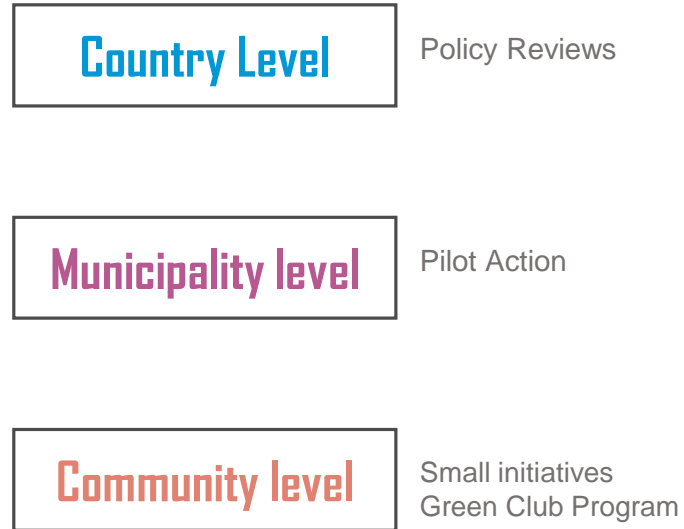 Country Level
Policy Reviews
Municipality level
Pilot Action
Community level
Small initiatives
Green Club Program